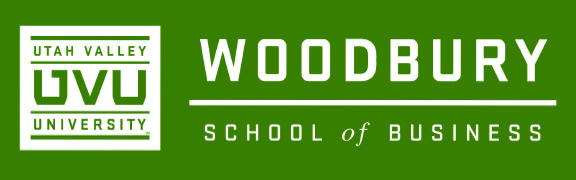 UTAH VALLEY
UVU
UNIVERSITY
WOODBURY
SCHOOL of BUSINESS